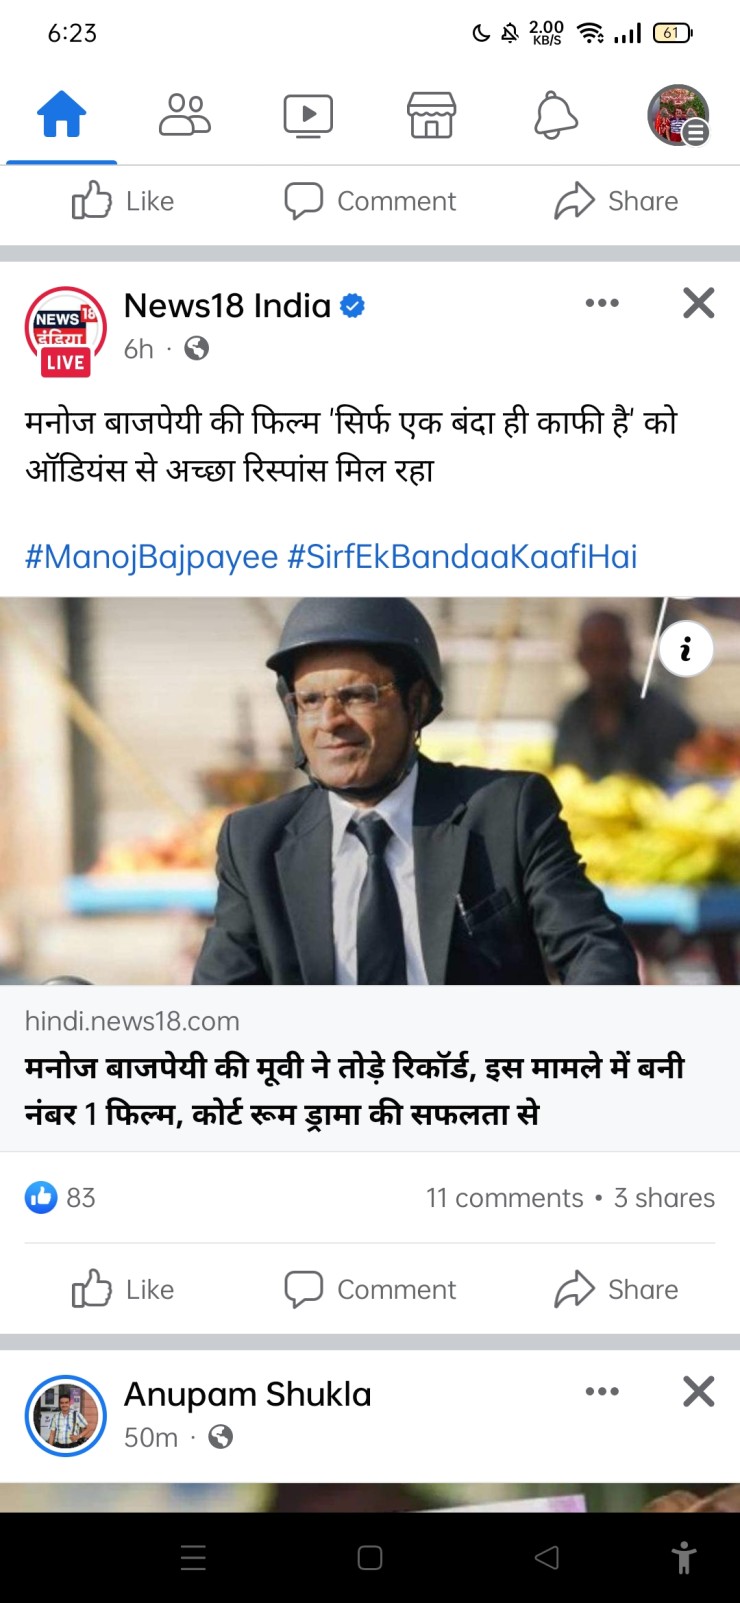 6:23
2.00
KB/S
61
Like
Comment
Share
NEWS 18
इंडिया
LIVE
News18 India
6h ·
मनोज बाजपेयी की फिल्म 'सिर्फ एक बंदा ही काफी है' को
ऑडियंस से अच्छा रिस्पांस मिल रहा
#ManojBajpayee #SirfEkBandaaKaafiHai
i
hindi.news18.com
मनोज बाजपेयी की मूवी ने तोड़े रिकॉर्ड, इस मामले में बनी
नंबर 1 फिल्म, कोर्ट रूम ड्रामा की सफलता से
83
11 comments • 3 shares
Like
Comment
Share
Anupam Shukla
50m ·